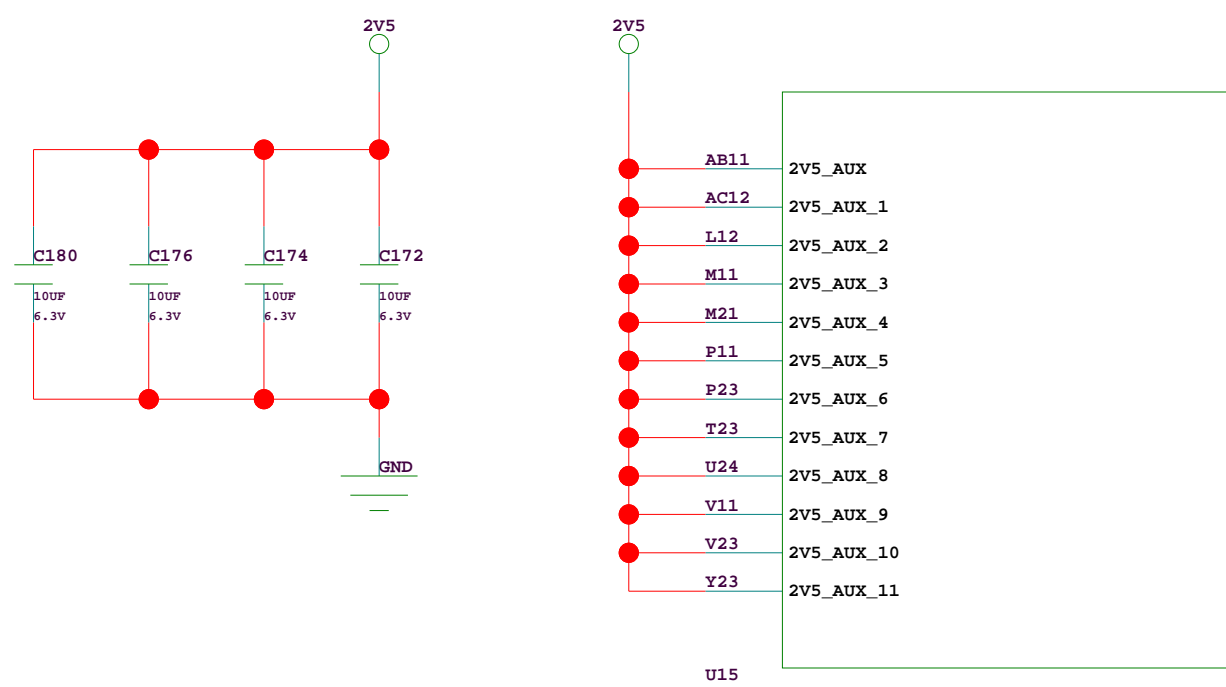 2V5
2V5
AB11
2V5_AUX
AC12
2V5_AUX_1
L12
2V5_AUX_2
C180
C176
C174
C172
M11
2V5_AUX_3
10UF
10UF
10UF
10UF
6.3V
6.3V
6.3V
6.3V
M21
2V5_AUX_4
P11
2V5_AUX_5
P23
2V5_AUX_6
T23
2V5_AUX_7
GND
U24
2V5_AUX_8
V11
2V5_AUX_9
V23
2V5_AUX_10
Y23
2V5_AUX_11
U15